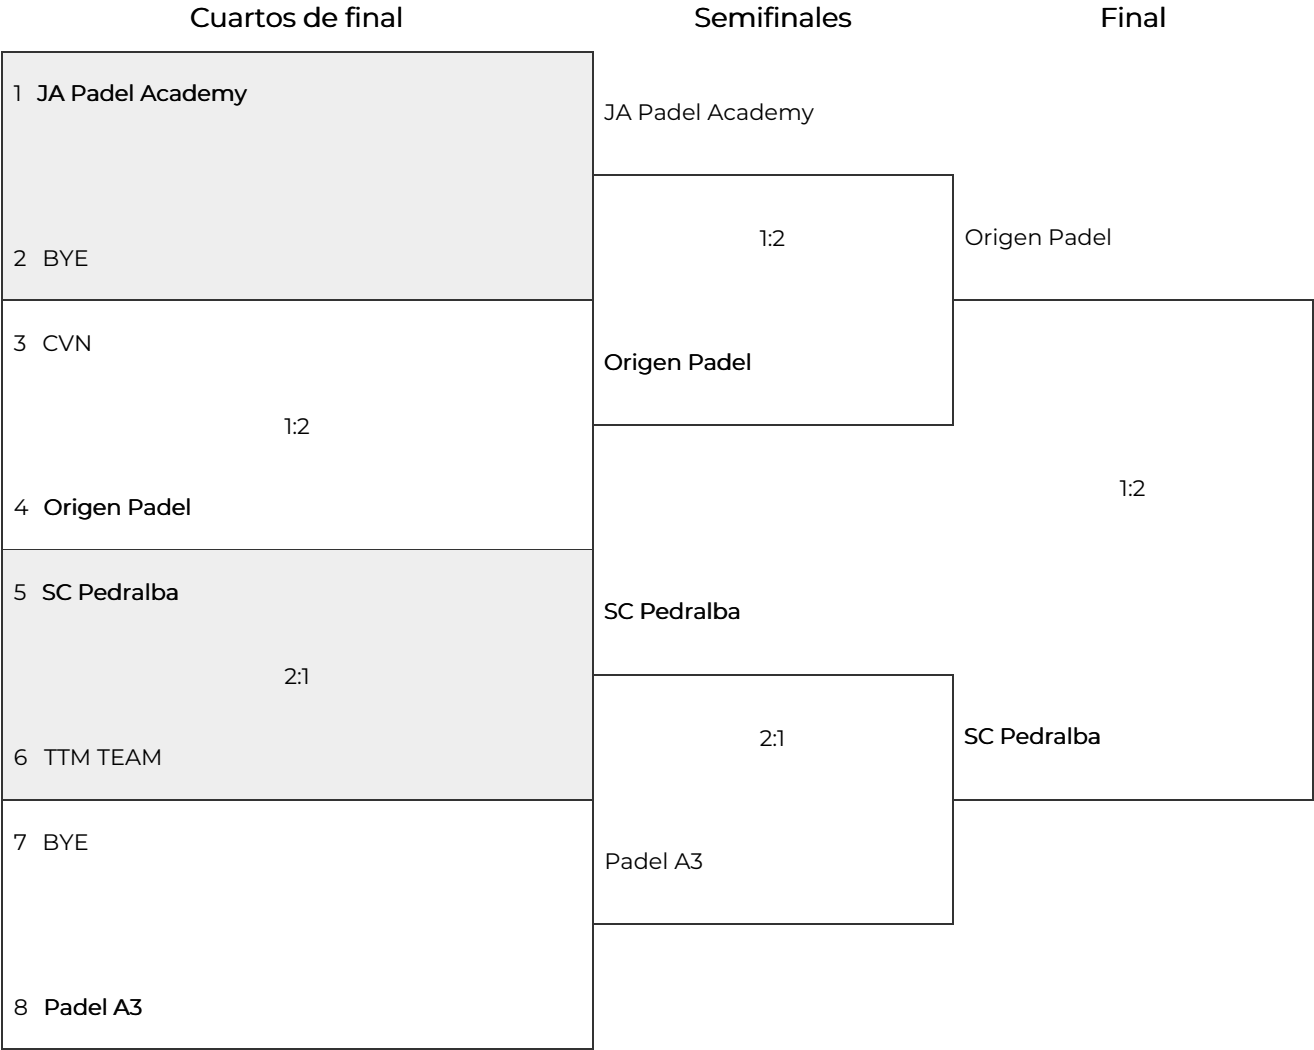 Cuartos de final
Semifinales
Final
1 JA Padel Academy
2 BYE
3 CVN
1:2
4 Origen Padel
5 SC Pedralba
2:1
6 TTM TEAM
7 BYE
8 Padel A3
JA Padel Academy
1:2
Origen Padel
SC Pedralba
2:1
Padel A3
Origen Padel
1:2
SC Pedralba